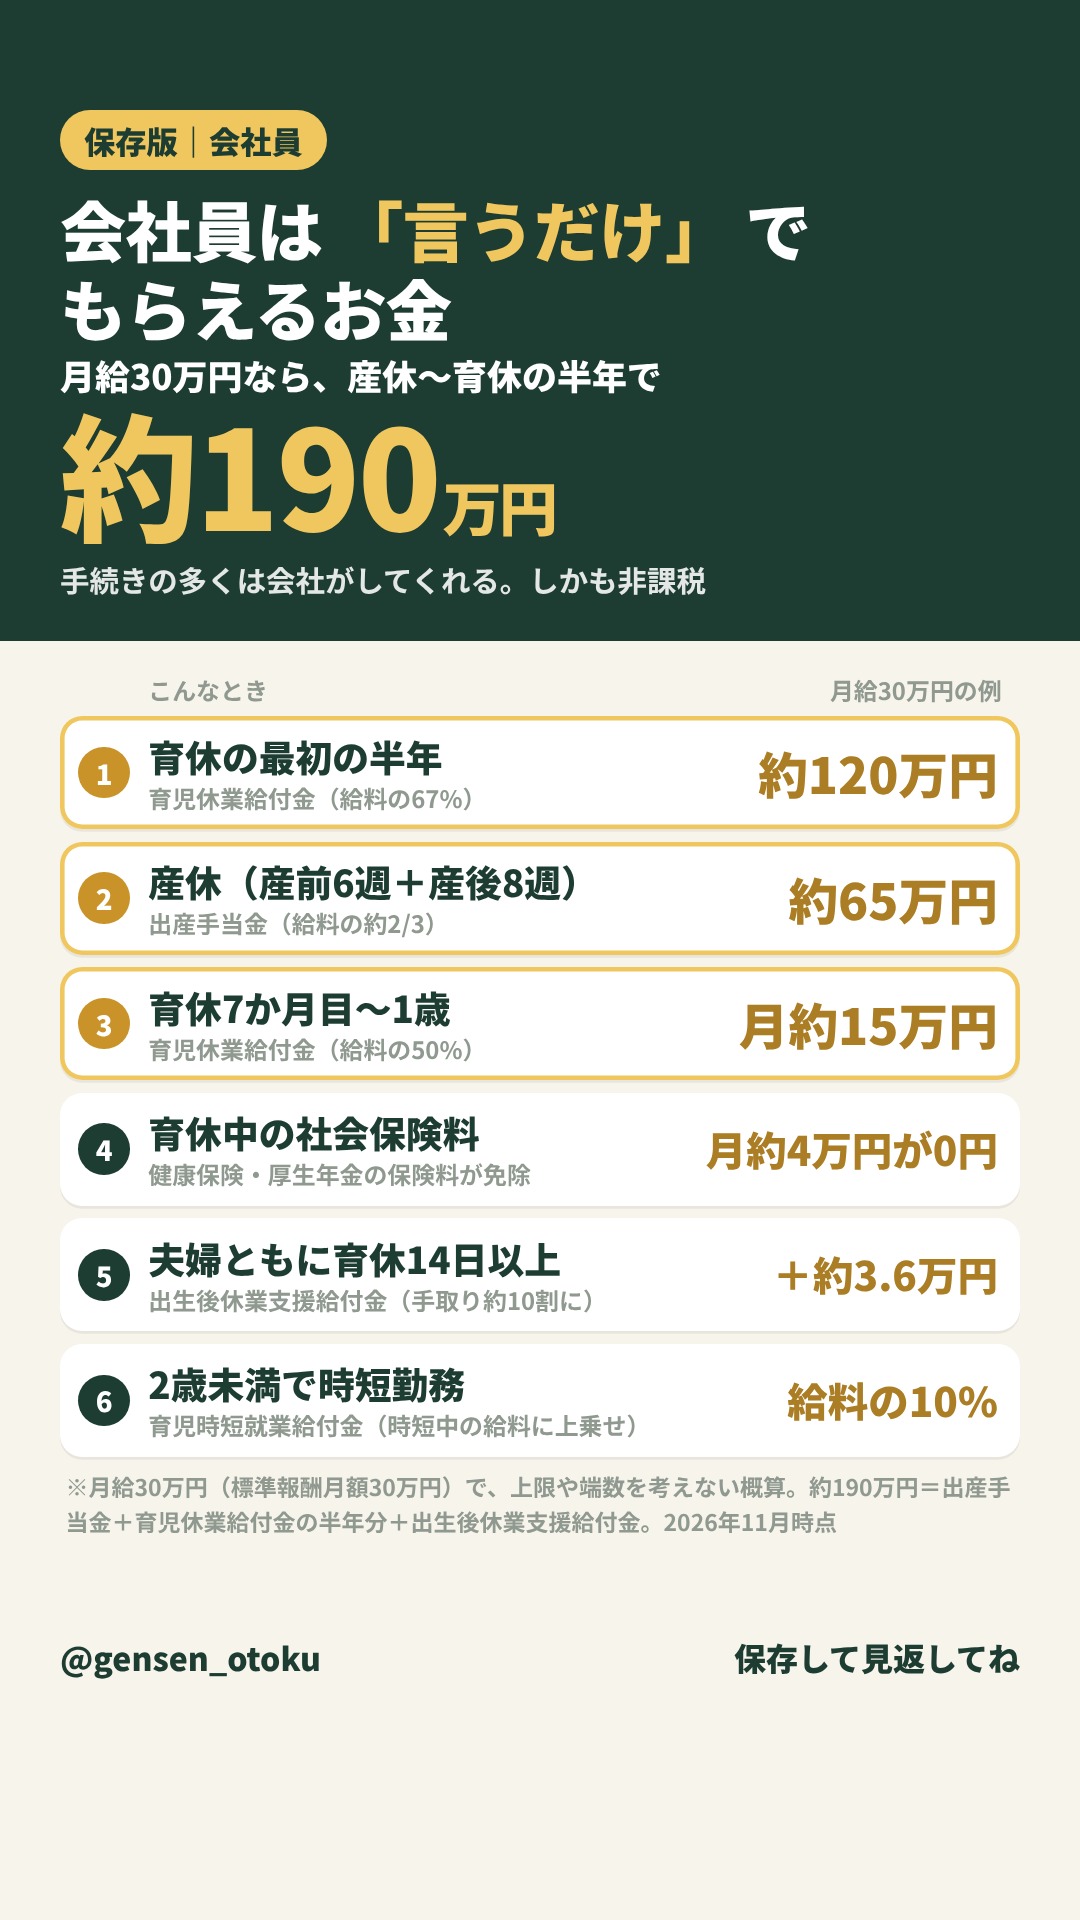 保存版｜会社員
会社員は「言うだけ」で
もらえるお金
月給30万円なら、産休〜育休の半年で
約190万円
手続きの多くは会社がしてくれる。しかも非課税
こんなとき 月給30万円の例
1 育休の最初の半年 約120万円
育児休業給付金（給料の67%）
2 産休（産前6週＋産後8週） 約65万円
出産手当金（給料の約2/3）
3 育休7か月目〜1歳 月約15万円
育児休業給付金（給料の50%）
4 育休中の社会保険料 月約4万円が0円
健康保険・厚生年金の保険料が免除
5 夫婦ともに育休14日以上 ＋約3.6万円
出生後休業支援給付金（手取り約10割に）
6 2歳未満で時短勤務 給料の10%
育児時短就業給付金（時短中の給料に上乗せ）
※月給30万円（標準報酬月額30万円）で、上限や端数を考えない概算。約190万円＝出産手
当金＋育児休業給付金の半年分＋出生後休業支援給付金。2026年11月時点
@gensen_otoku 保存して見返してね